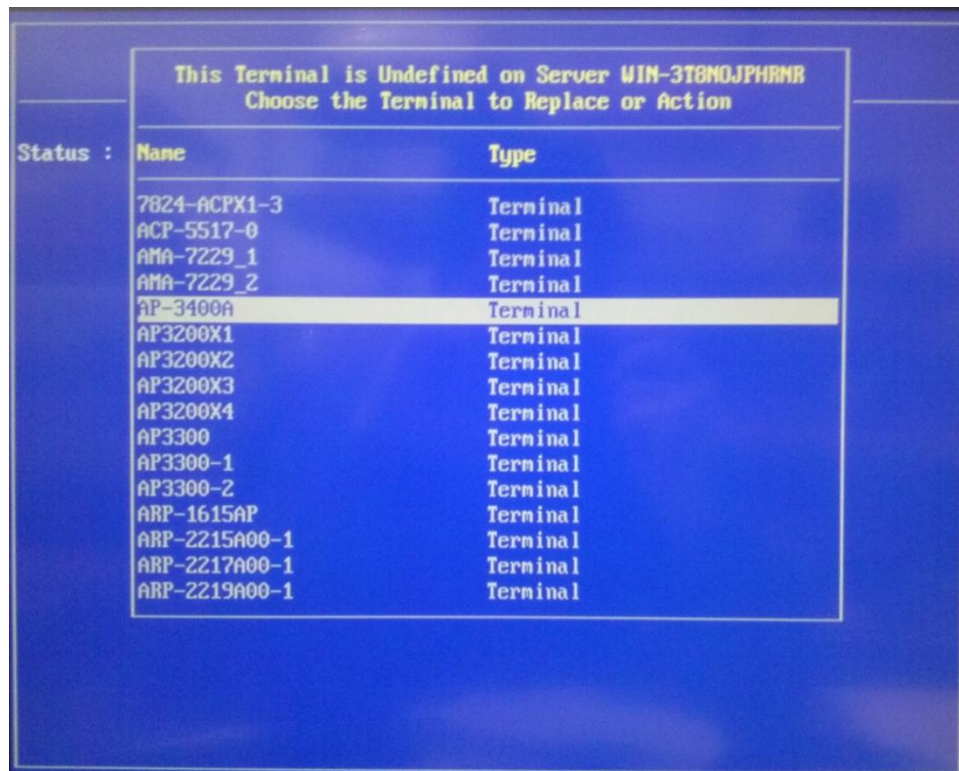 This Terminal is Undefined on Server WIN-3T8NOJPHRNR
Choose the Terminal to Replace or Action
Status : Name Type
7824-ACPX1-3 Terminal
ACP-5517-0 Terminal
AMA-7229_1 Terminal
AMA-7229_2 Terminal
AP-3400A Terminal
AP3200X1 Terminal
AP3200X2 Terminal
AP3200X3 Terminal
AP3200X4 Terminal
AP3300 Terminal
AP3300-1 Terminal
AP3300-2 Terminal
ARP-1615AP Terminal
ARP-2215A00-1 Terminal
ARP-2217A00-1 Terminal
ARP-2219A00-1 Terminal